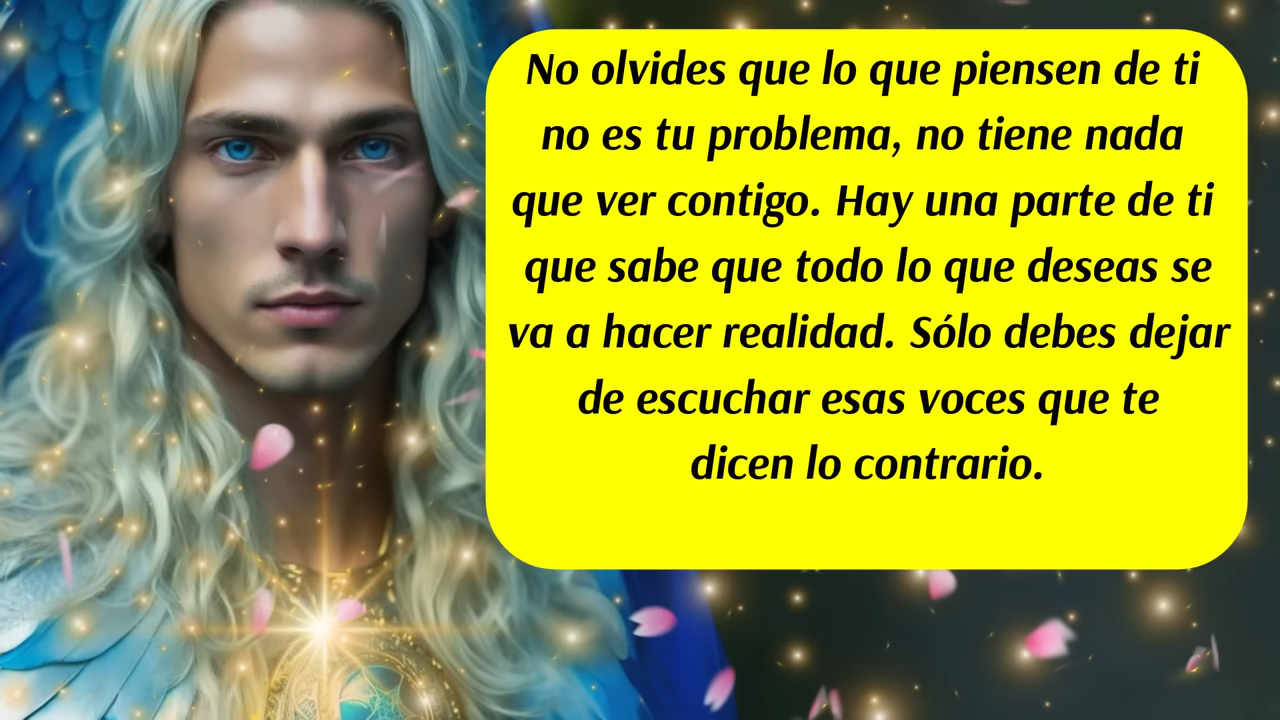 No olvides que lo que piensen de ti
no es tu problema, no tiene nada
que ver contigo. Hay una parte de ti
que sabe que todo lo que deseas se
va a hacer realidad. Sólo debes dejar
de escuchar esas voces que te
dicen lo contrario.